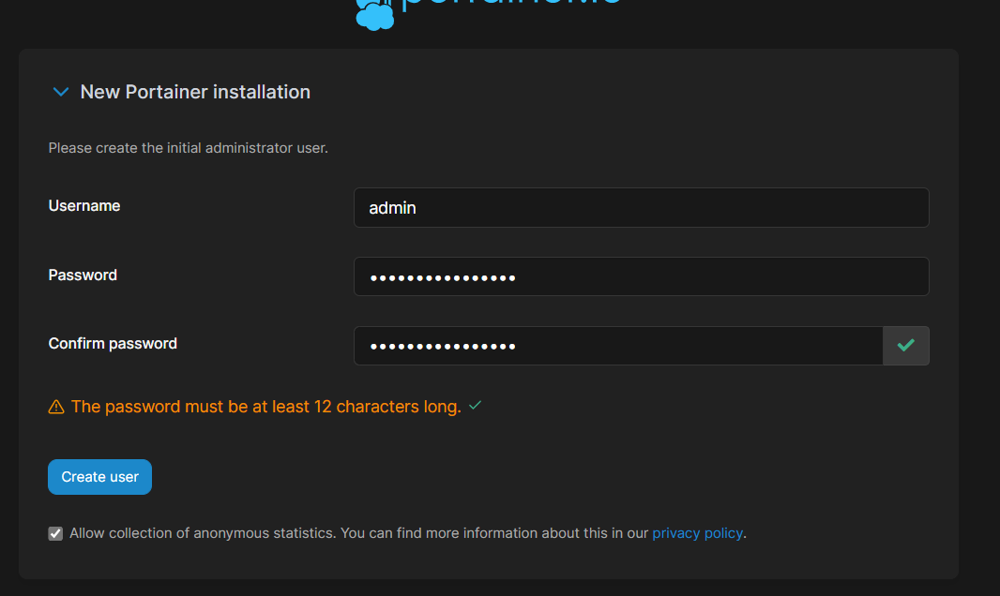 New Portainer installation
Please create the initial administrator user.
Username
admin
Password
••••••••••••••••
Confirm password
••••••••••••••••
The password must be at least 12 characters long.
Create user
Allow collection of anonymous statistics. You can find more information about this in our privacy policy.